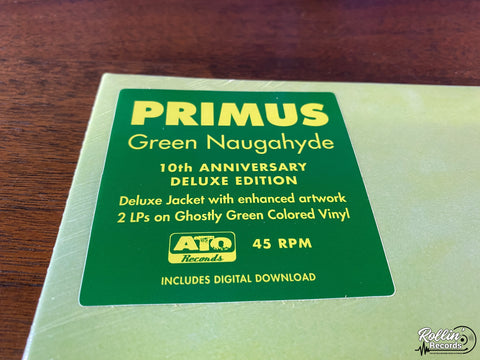 PRIMUS
Green Naugahyde
10th ANNIVERSARY
DELUXE EDITION
Deluxe Jacket with enhanced artwork
2 LPs on Ghostly Green Colored Vinyl
ATO
Records
45 RPM
INCLUDES DIGITAL DOWNLOAD
Rollin'
Records